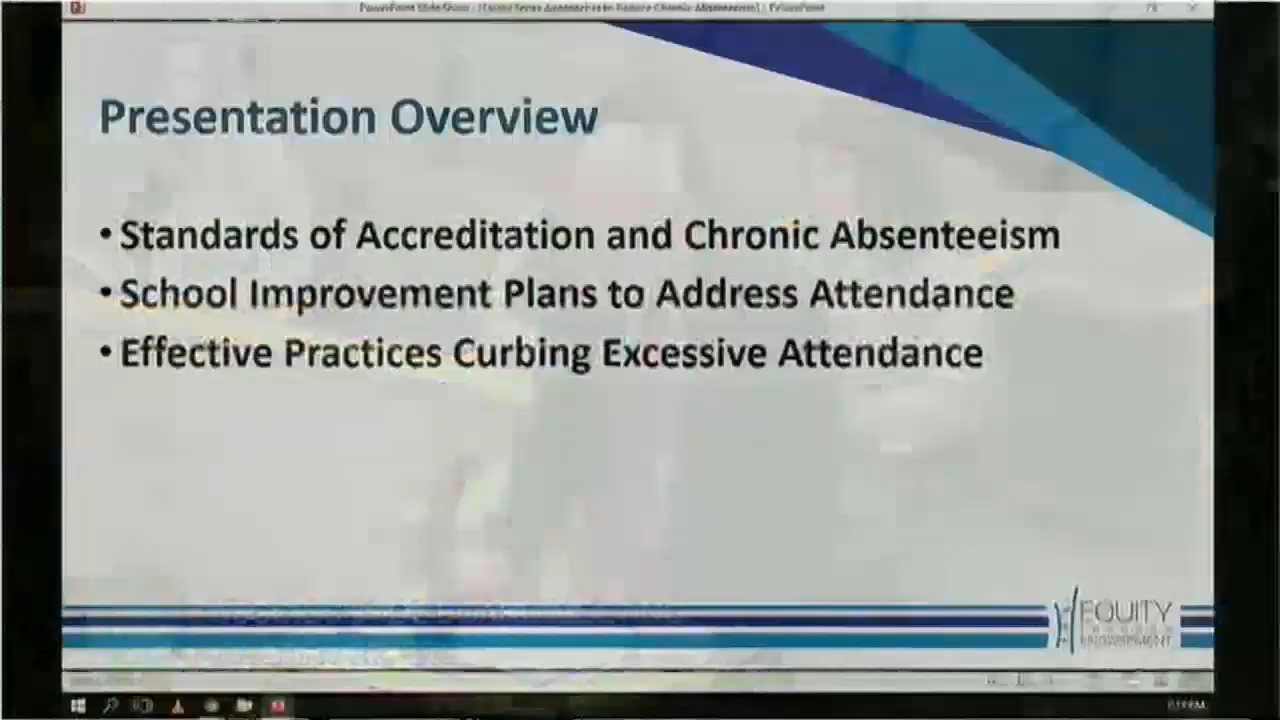 Presentation Overview
• Standards of Accreditation and Chronic Absenteeism
• School Improvement Plans to Address Attendance
• Effective Practices Curbing Excessive Attendance
EQUITY